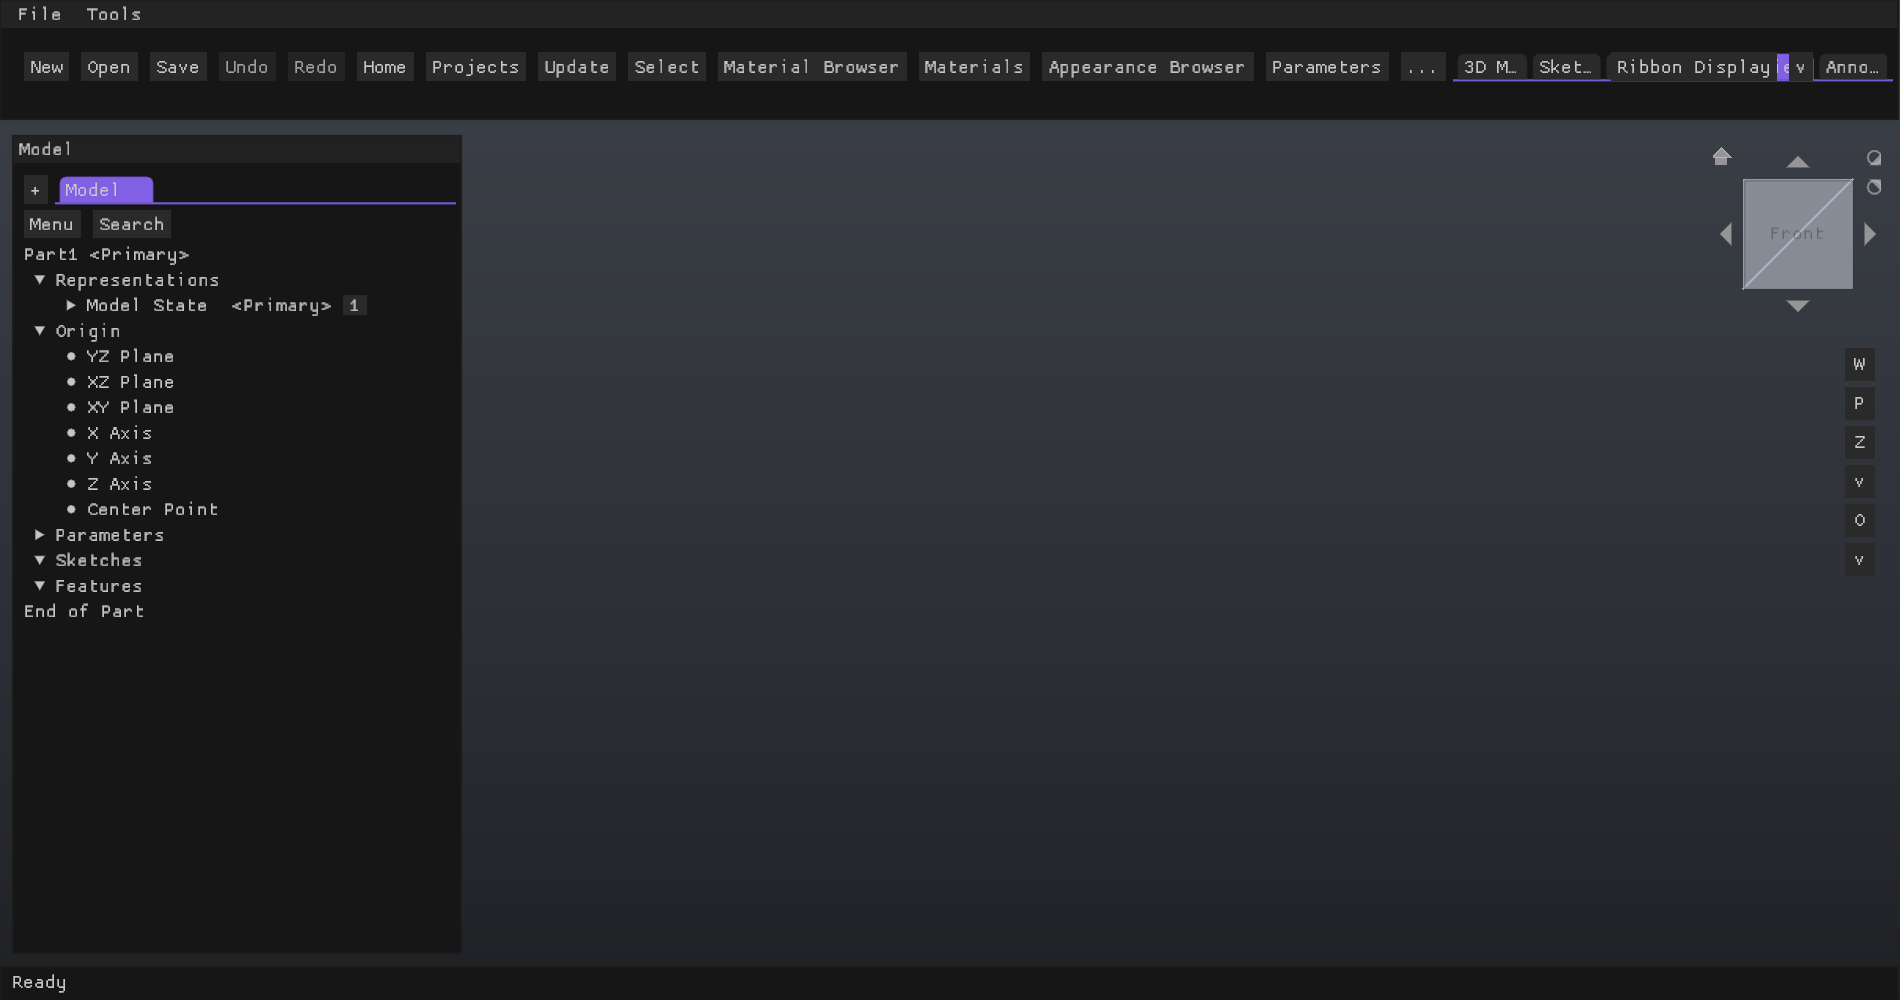 File Tools
New Open Save Undo Redo Home Projects Update Select Material Browser Materials Appearance Browser Parameters ... 3D M… Sket… Ribbon Display v Anno…
Model
+ Model
Menu Search
Part1 <Primary>
Representations
Model State <Primary> 1
Origin
YZ Plane
XZ Plane
XY Plane
X Axis
Y Axis
Z Axis
Center Point
Parameters
Sketches
Features
End of Part
Front
W
P
Z
v
O
v
Ready